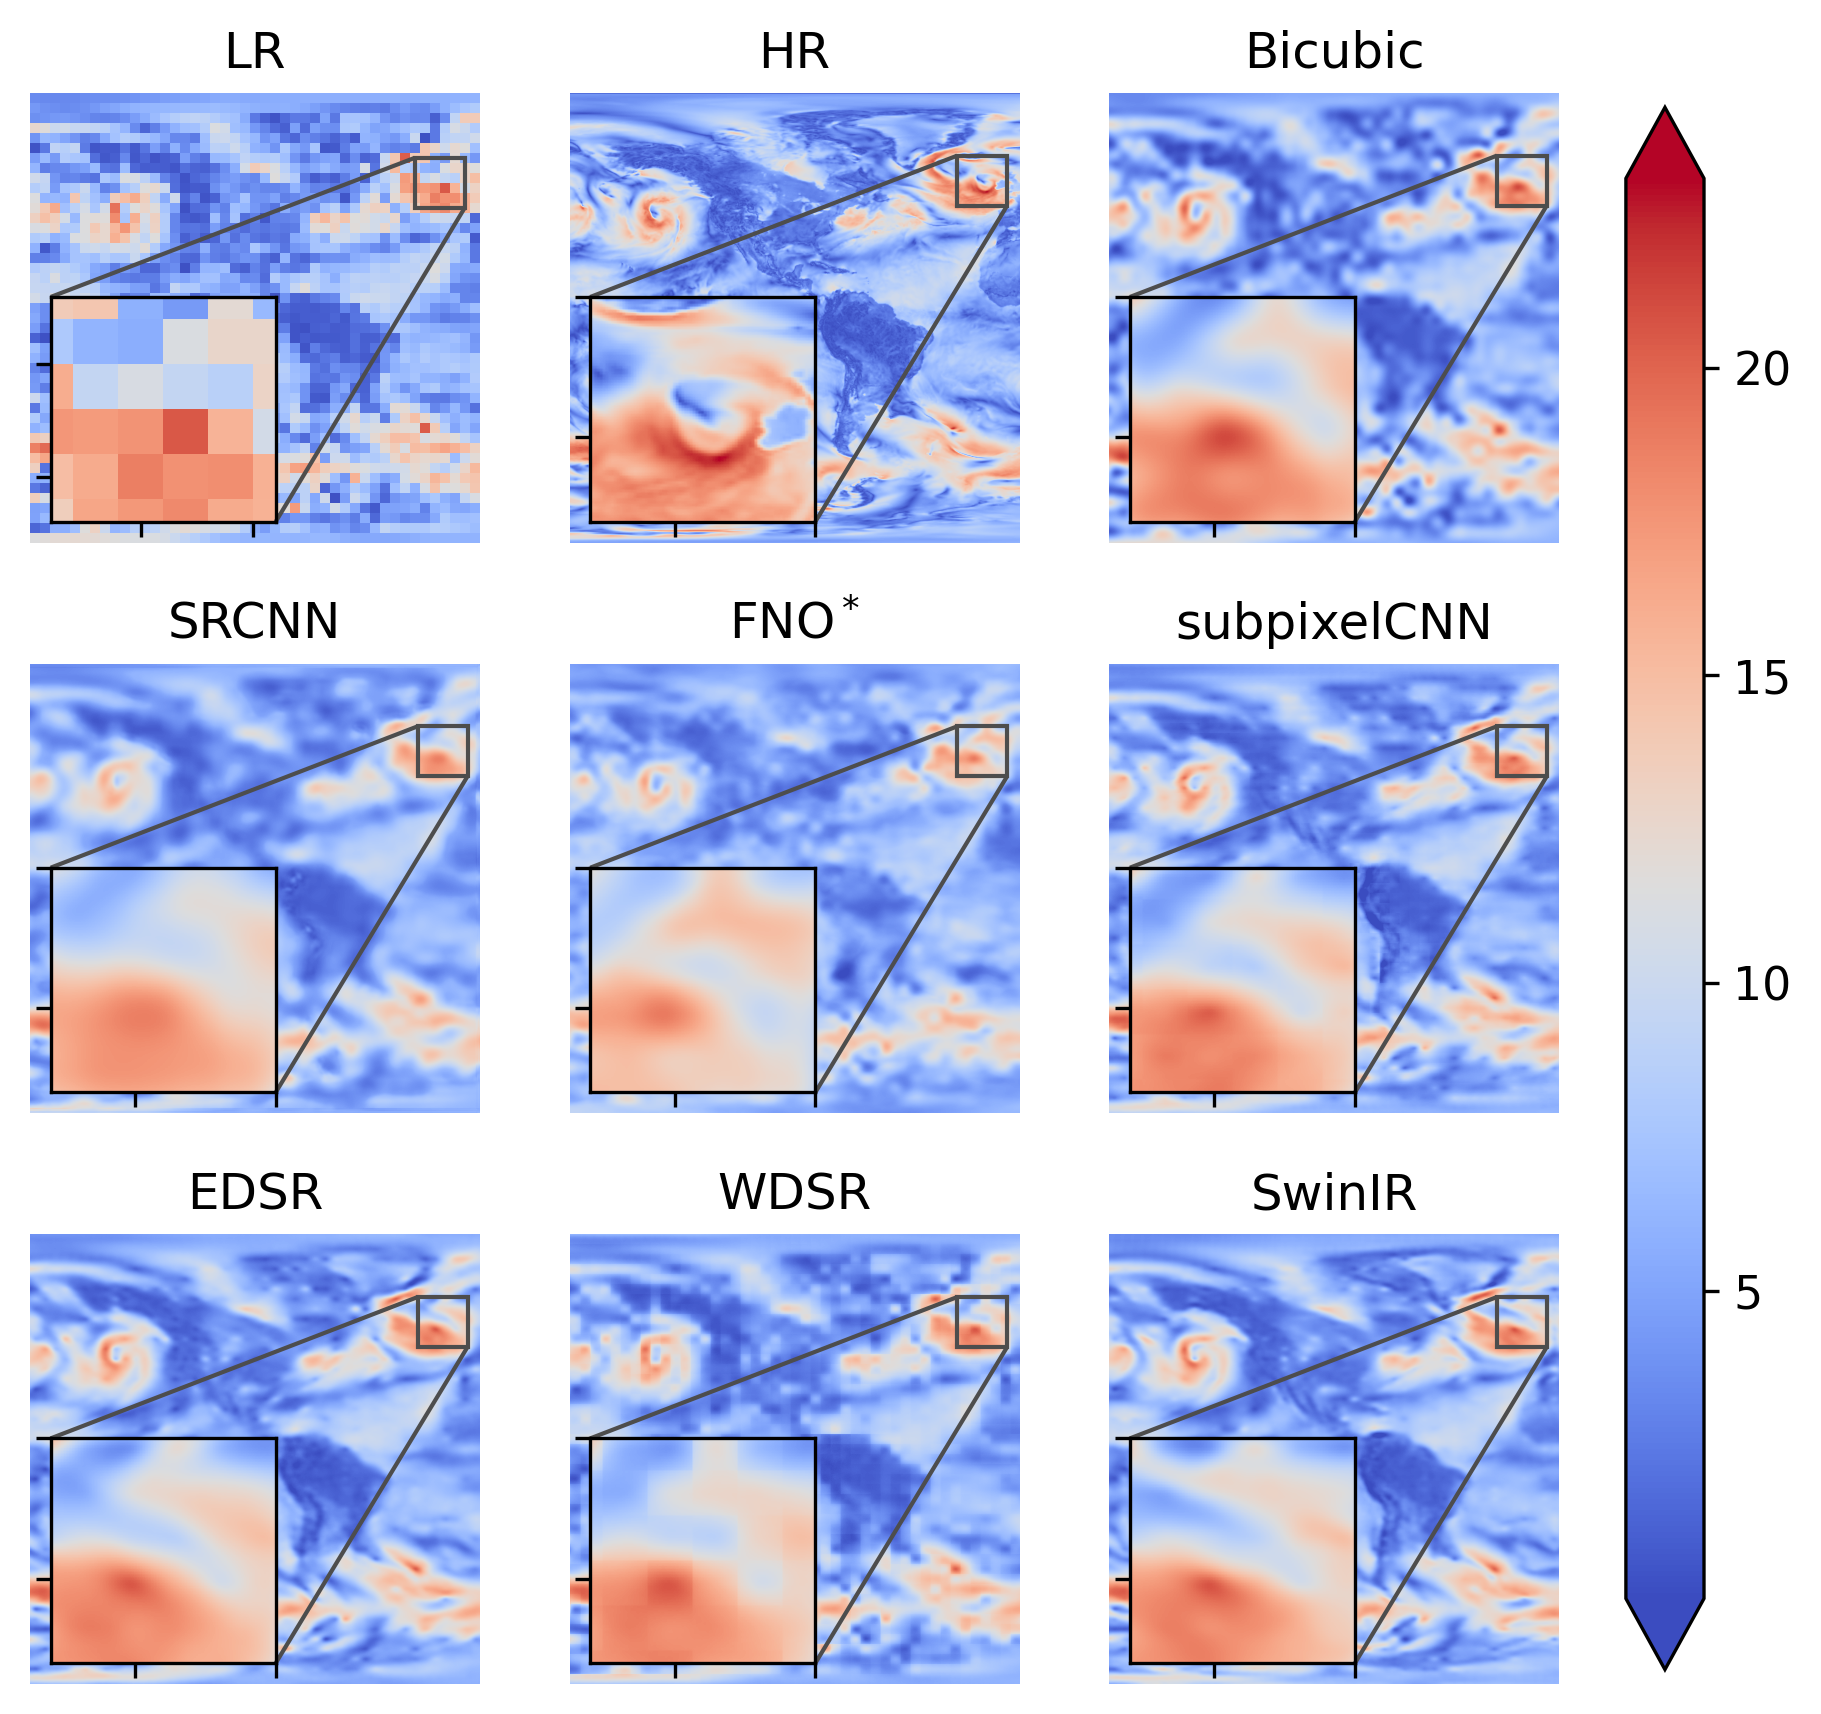 LR
HR
Bicubic
SRCNN
FNO*
subpixelCNN
EDSR
WDSR
SwinIR
20
15
10
5